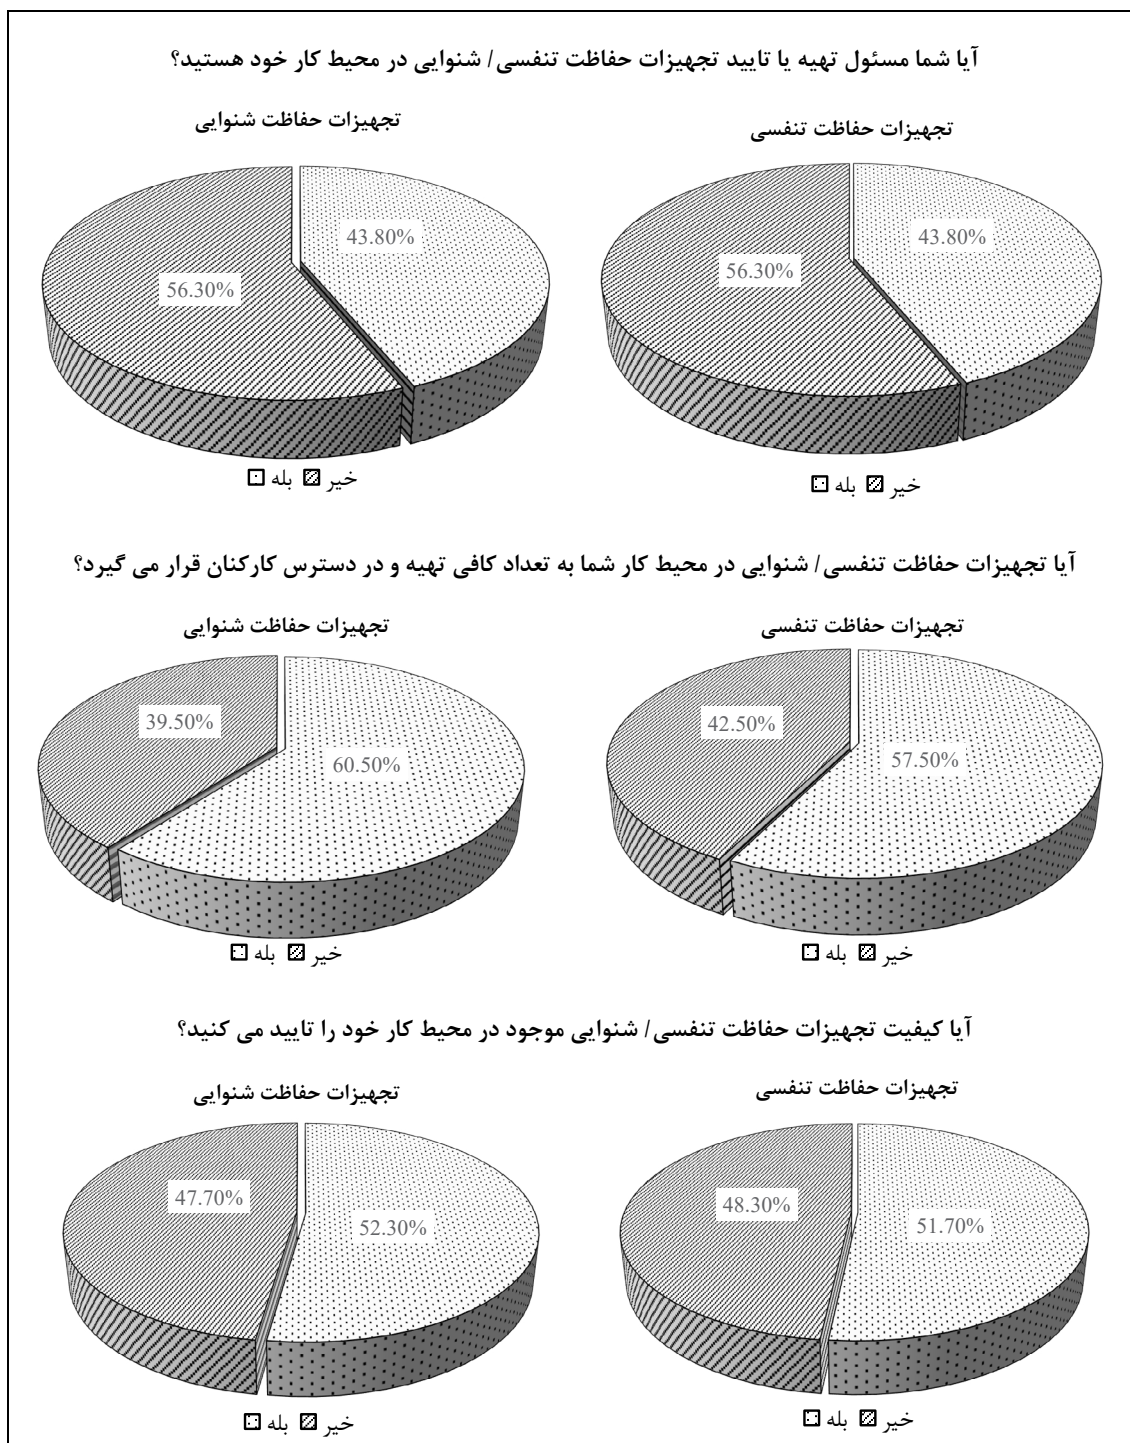 آیا شما مسئول تهیه یا تایید تجهیزات حفاظت تنفسی/ شنوایی در محیط کار خود هستید؟
تجهیزات حفاظت تنفسی
43.80%
56.30%
بله خیر
تجهیزات حفاظت شنوایی
43.80%
56.30%
بله خیر
آیا تجهیزات حفاظت تنفسی/ شنوایی در محیط کار شما به تعداد کافی تهیه و در دسترس کارکنان قرار می گیرد؟
تجهیزات حفاظت تنفسی
42.50%
57.50%
بله خیر
تجهیزات حفاظت شنوایی
39.50%
60.50%
بله خیر
آیا کیفیت تجهیزات حفاظت تنفسی/ شنوایی موجود در محیط کار خود را تایید می کنید؟
تجهیزات حفاظت تنفسی
48.30%
51.70%
بله خیر
تجهیزات حفاظت شنوایی
47.70%
52.30%
بله خیر